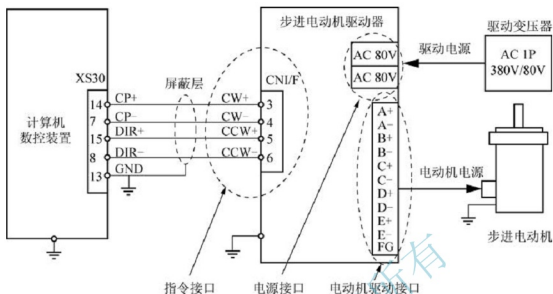 步进电动机驱动器
驱动变压器
AC 80V
AC 80V
驱动电源
AC 1P
380V/80V
XS30
屏蔽层
CNI/F
计算机
数控装置
14 CP+ CW+ 3
7 CP- CW- 4
15 DIR+ CCW+ 5
8 DIR- CCW- 6
13 GND
A+
A-
B+
B-
C+
C-
D+
D-
E+
E-
FG
电动机电源
步进电动机
指令接口
电源接口
电动机驱动接口
所有